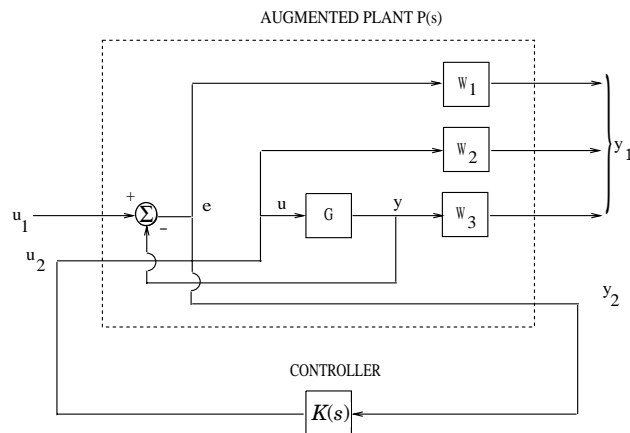 AUGMENTED PLANT P(s)
W1
W2
y1
+
u1
Σ
e
u
G
y
W3
−
u2
y2
CONTROLLER
K(s)